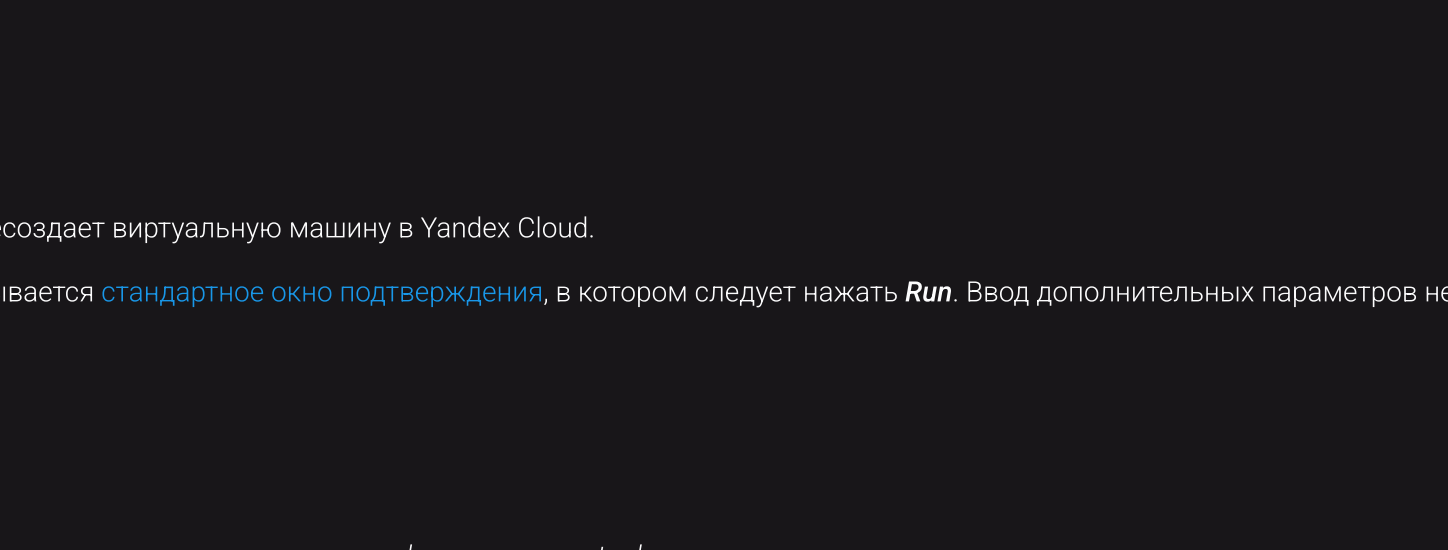 есоздает виртуальную машину в Yandex Cloud.
ывается стандартное окно подтверждения, в котором следует нажать Run. Ввод дополнительных параметров не